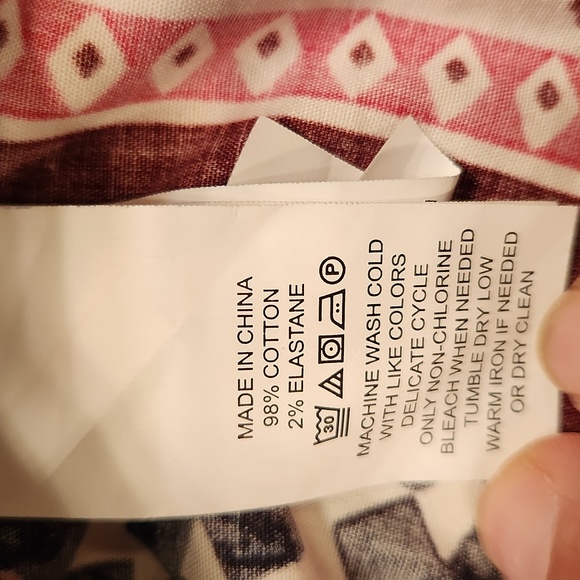 MADE IN CHINA
98% COTTON
2% ELASTANE
30 P
MACHINE WASH COLD
WITH LIKE COLORS
DELICATE CYCLE
ONLY NON-CHLORINE
BLEACH WHEN NEEDED
TUMBLE DRY LOW
WARM IRON IF NEEDED
OR DRY CLEAN